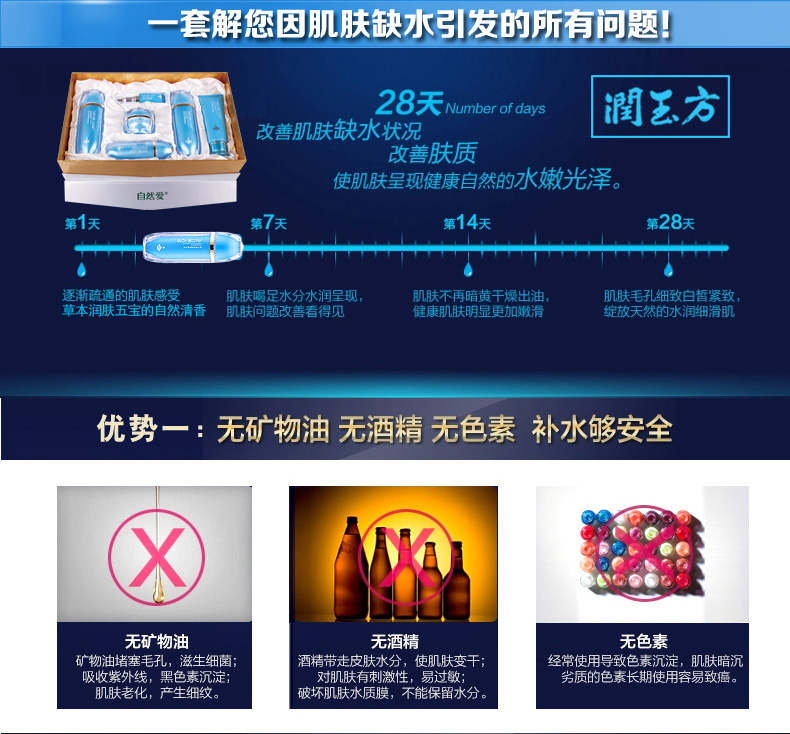 一套解您因肌肤缺水引发的所有问题!
28天 Number of days
潤玉方
改善肌肤缺水状况
改善肤质
使肌肤呈现健康自然的水嫩光泽。
自然爱®
第1天
第7天
第14天
第28天
逐渐疏通的肌肤感受
草本润肤五宝的自然清香
肌肤喝足水分水润呈现,
肌肤问题改善看得见
肌肤不再暗黄干燥出油,
健康肌肤明显更加嫩滑
肌肤毛孔细致白皙紧致,
绽放天然的水润细滑肌
优势一:无矿物油 无酒精 无色素 补水够安全
无矿物油
矿物油堵塞毛孔,滋生细菌;
吸收紫外线,黑色素沉淀;
肌肤老化,产生细纹。
无酒精
酒精带走皮肤水分,使肌肤变干;
对肌肤有刺激性,易过敏;
破坏肌肤水质膜,不能保留水分。
无色素
经常使用导致色素沉淀,肌肤暗沉
劣质的色素长期使用容易致癌。